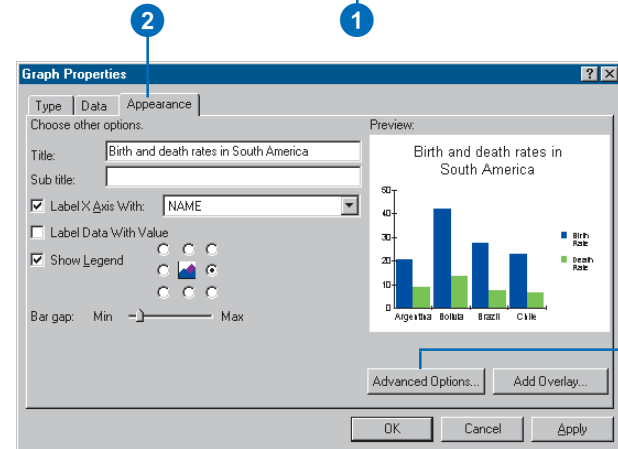 2
1
Graph Properties
Type Data Appearance
Choose other options.
Title: Birth and death rates in South America
Sub title:
Label X Axis With: NAME
Label Data With Value
Show Legend
Bar gap: Min Max
Preview:
Birth and death rates in
South America
50
40
30
20
10
0
Argentina Bolivia Brazil Chile
Birth
Rate
Death
Rate
Advanced Options... Add Overlay...
OK Cancel Apply